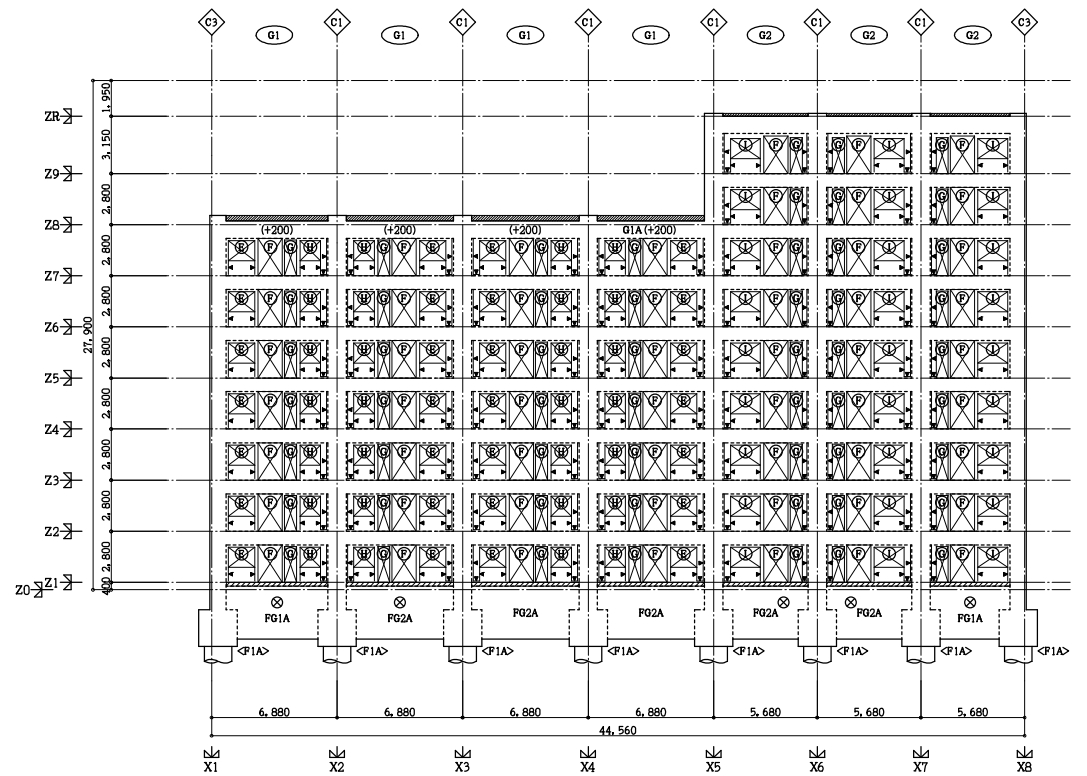 C3 G1 C1 G1 C1 G1 C1 G1 C1 G2 C1 G2 C1 G2 C3
1,950
ZR
3,150
I F G G F I G F I
Z9
2,800
I F G G F I G F I
Z8
(+200) (+200) (+200) G1A (+200)
2,800
E F G H H G F E E F G H H G F E I F G G F I G F I
Z7
2,800
E F G H H G F E E F G H H G F E I F G G F I G F I
Z6
27,900
2,800
E F G H H G F E E F G H H G F E I F G G F I G F I
Z5
2,800
E F G H H G F E E F G H H G F E I F G G F I G F I
Z4
2,800
E F G H H G F E E F G H H G F E I F G G F I G F I
Z3
2,800
E F G H H G F E E F G H H G F E I F G G F I G F I
Z2
2,800
E F G H H G F E E F G H H G F E I F G G F I G F I
Z1
400
Z0
FG1A FG2A FG2A FG2A FG2A FG2A FG1A
<F1A> <F1A> <F1A> <F1A> <F1A> <F1A> <F1A> <F1A>
6,880 6,880 6,880 6,880 5,680 5,680 5,680
44,560
X1 X2 X3 X4 X5 X6 X7 X8